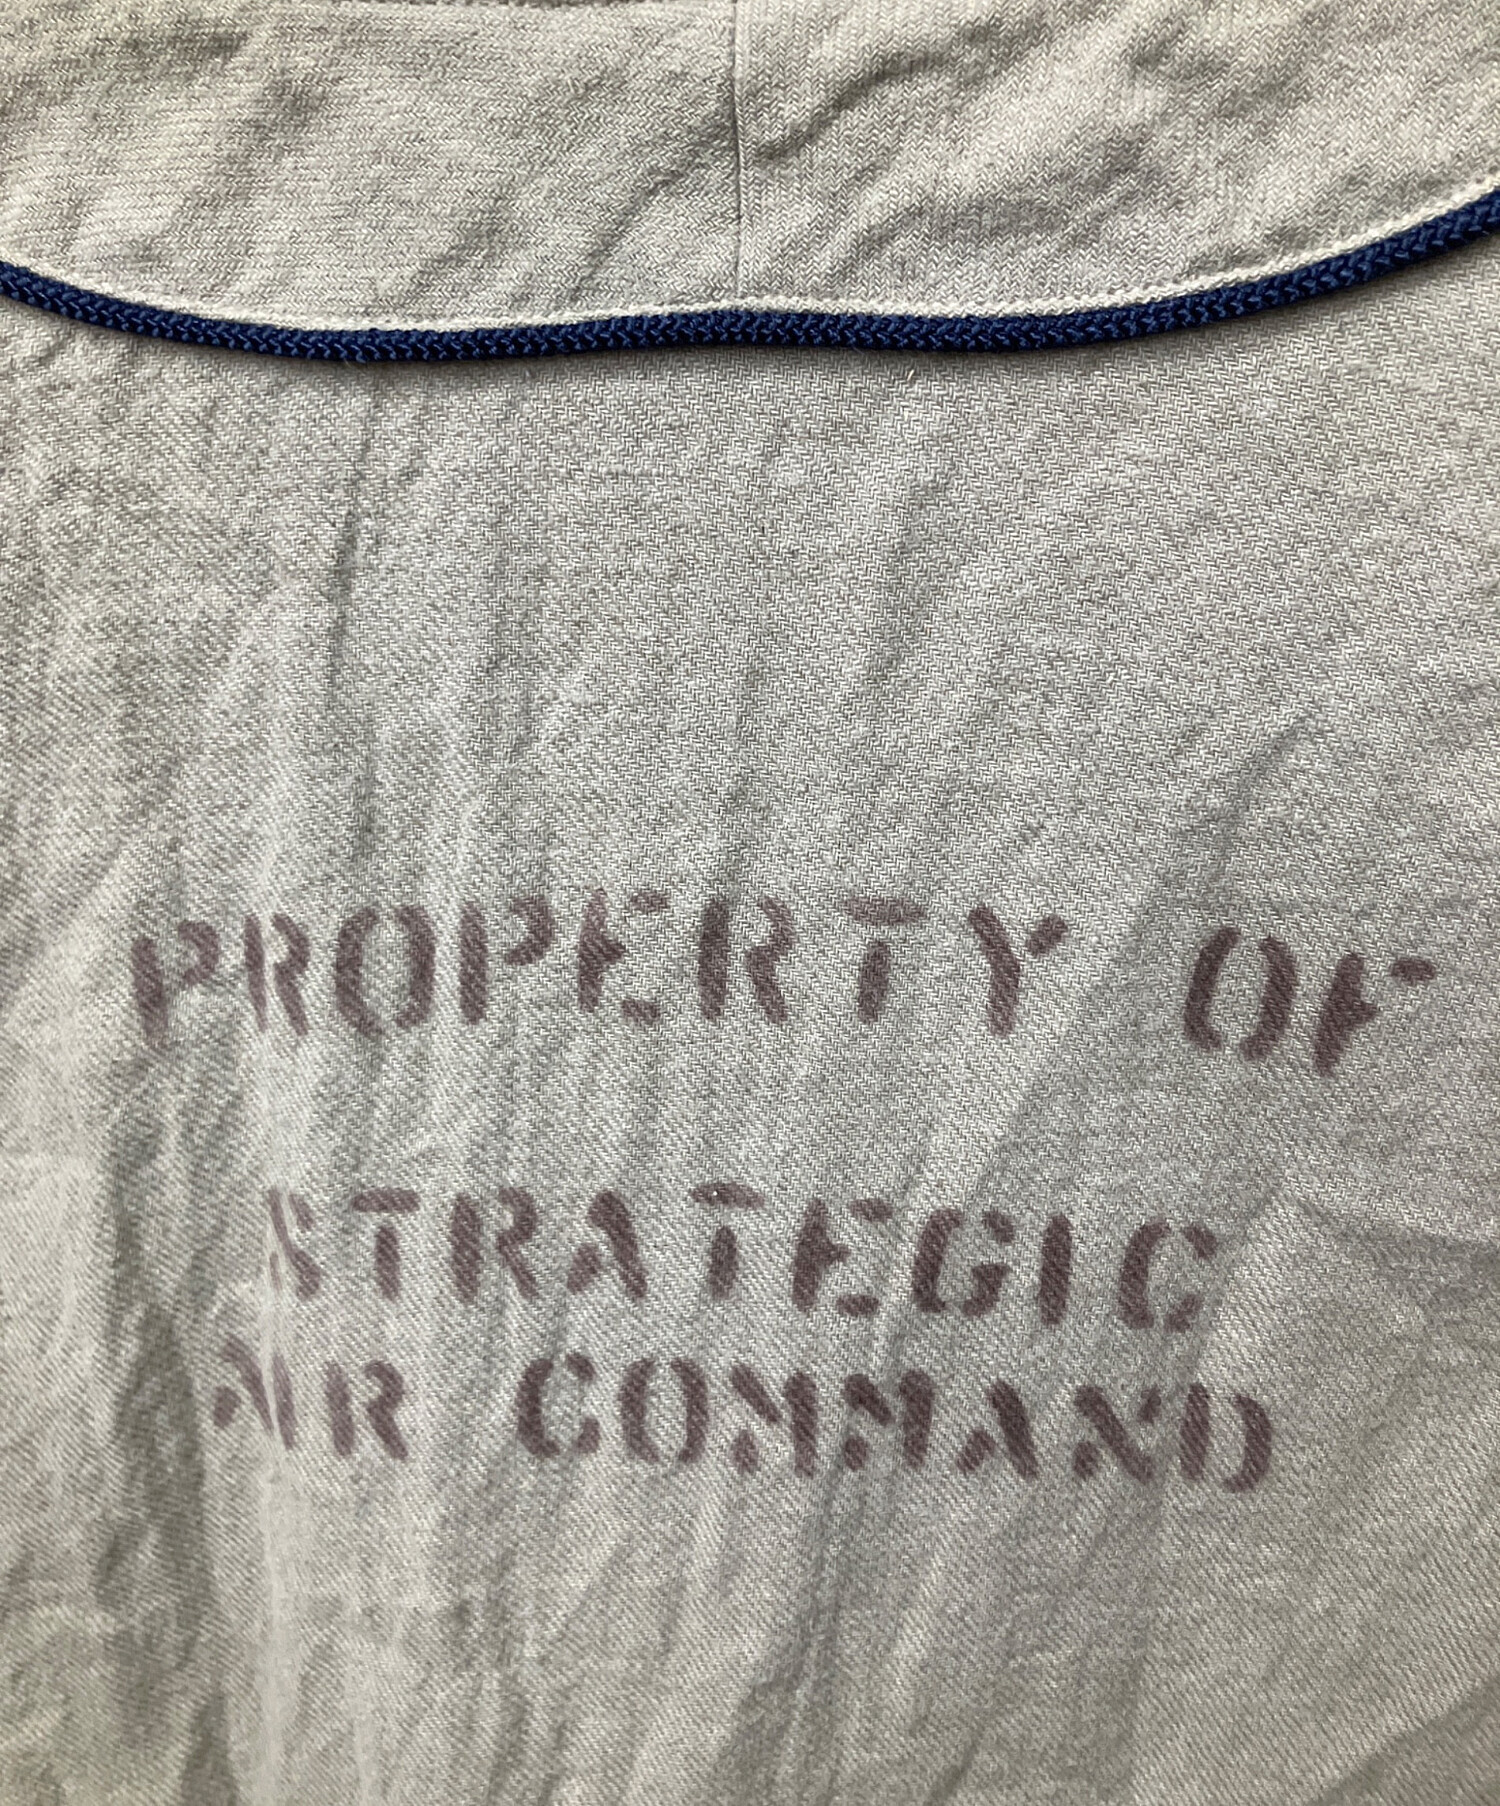 PROPERTY OF
STRATEGIC
AIR COMMAND